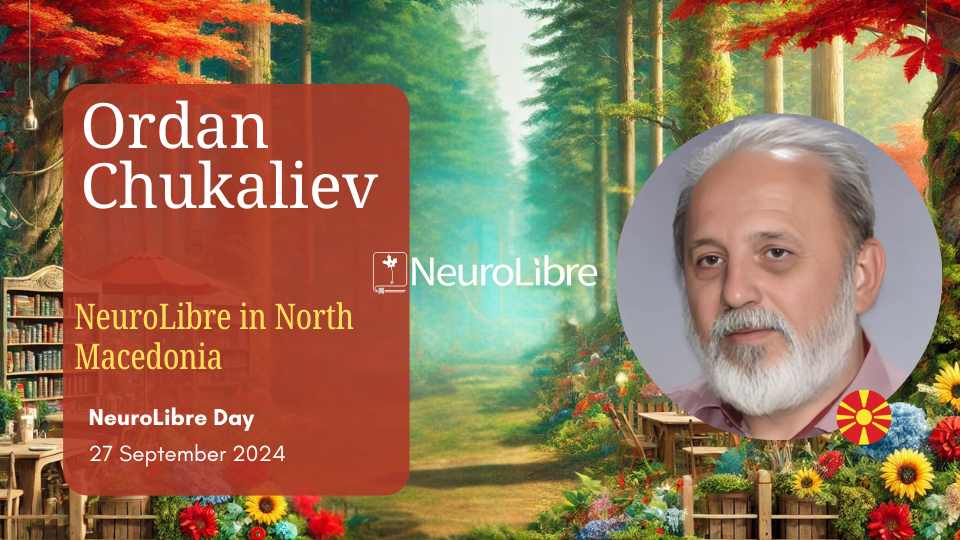 Ordan
Chukaliev
NeuroLibre
NeuroLibre in North
Macedonia
NeuroLibre Day
27 September 2024